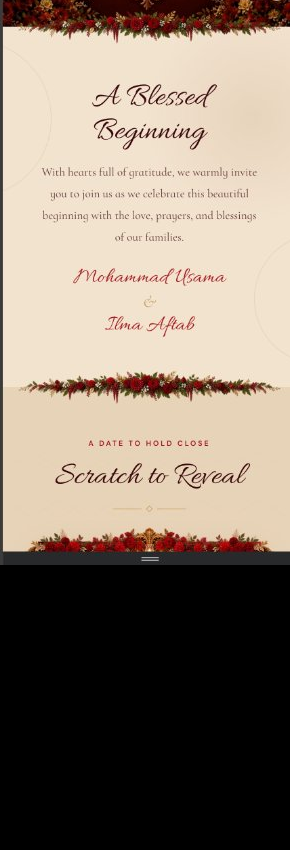 A Blessed
Beginning
With hearts full of gratitude, we warmly invite
you to join us as we celebrate this beautiful
beginning with the love, prayers, and blessings
of our families.
Mohammad Usama
&
Ilma Aftab
A DATE TO HOLD CLOSE
Scratch to Reveal